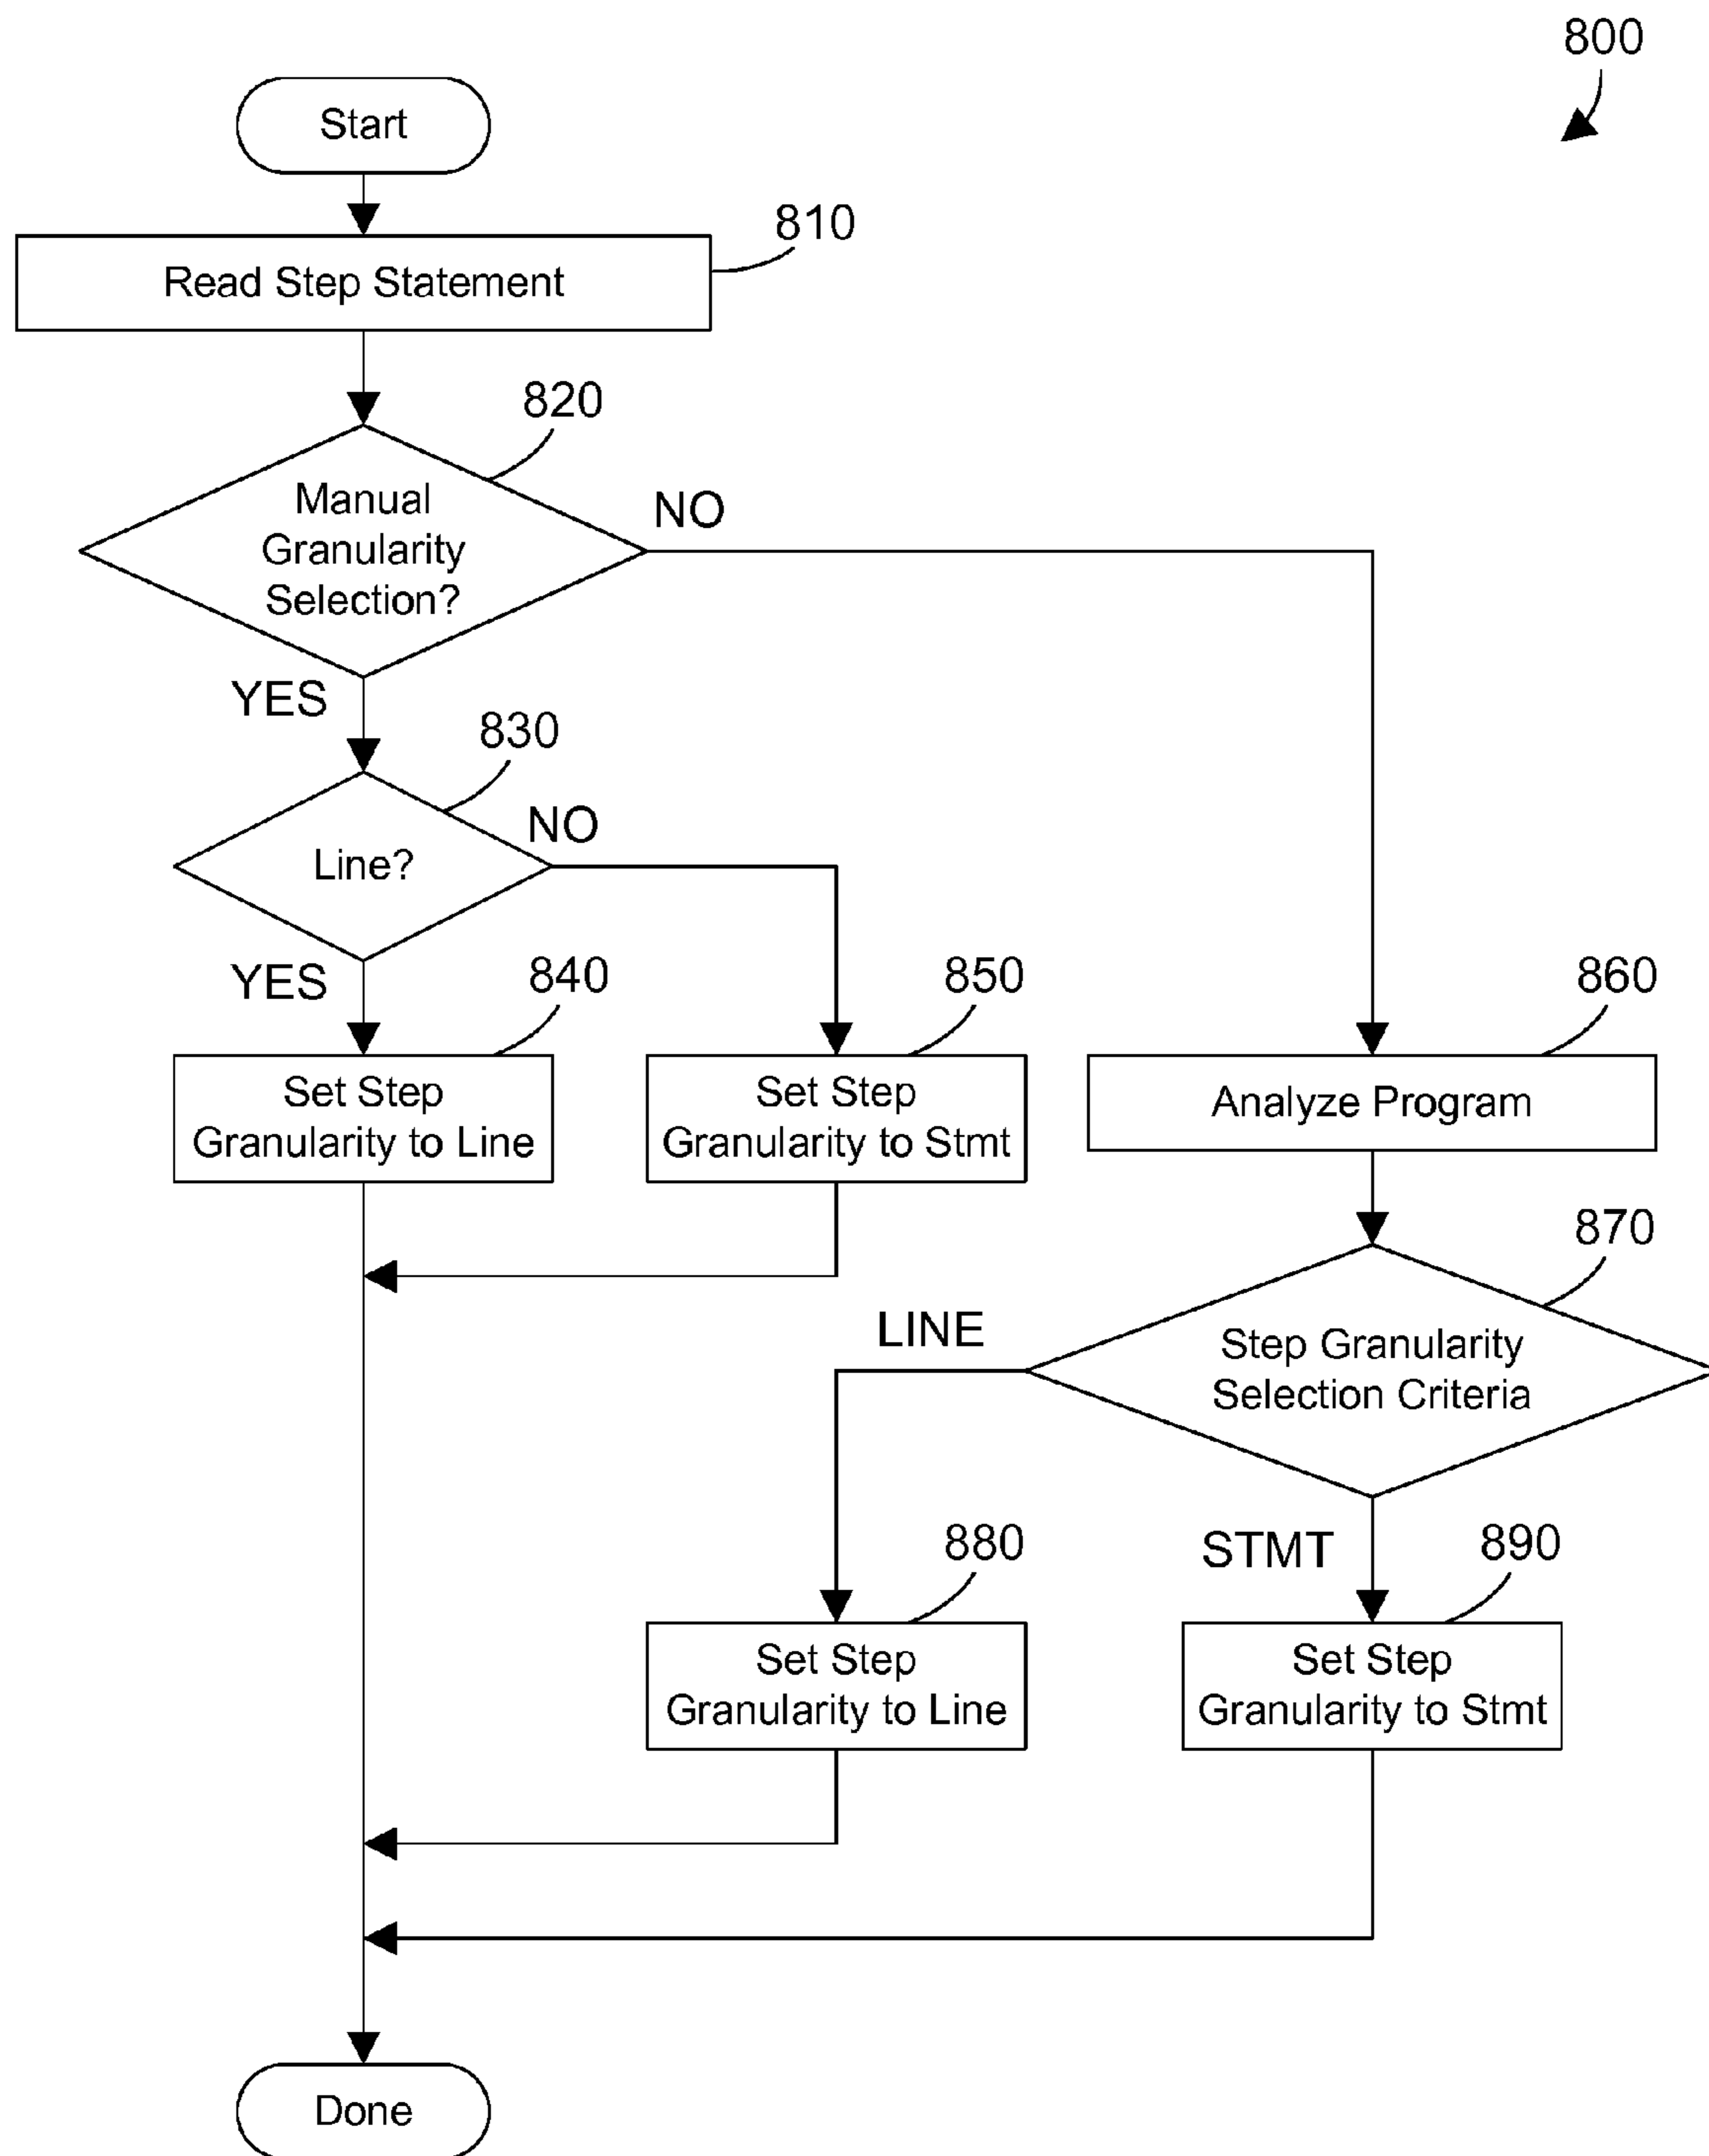 800
Start
810
Read Step Statement
820
Manual
Granularity
Selection?
NO
YES
830
Line?
NO
YES
840
Set Step
Granularity to Line
850
Set Step
Granularity to Stmt
860
Analyze Program
870
Step Granularity
Selection Criteria
LINE
STMT
880
Set Step
Granularity to Line
890
Set Step
Granularity to Stmt
Done